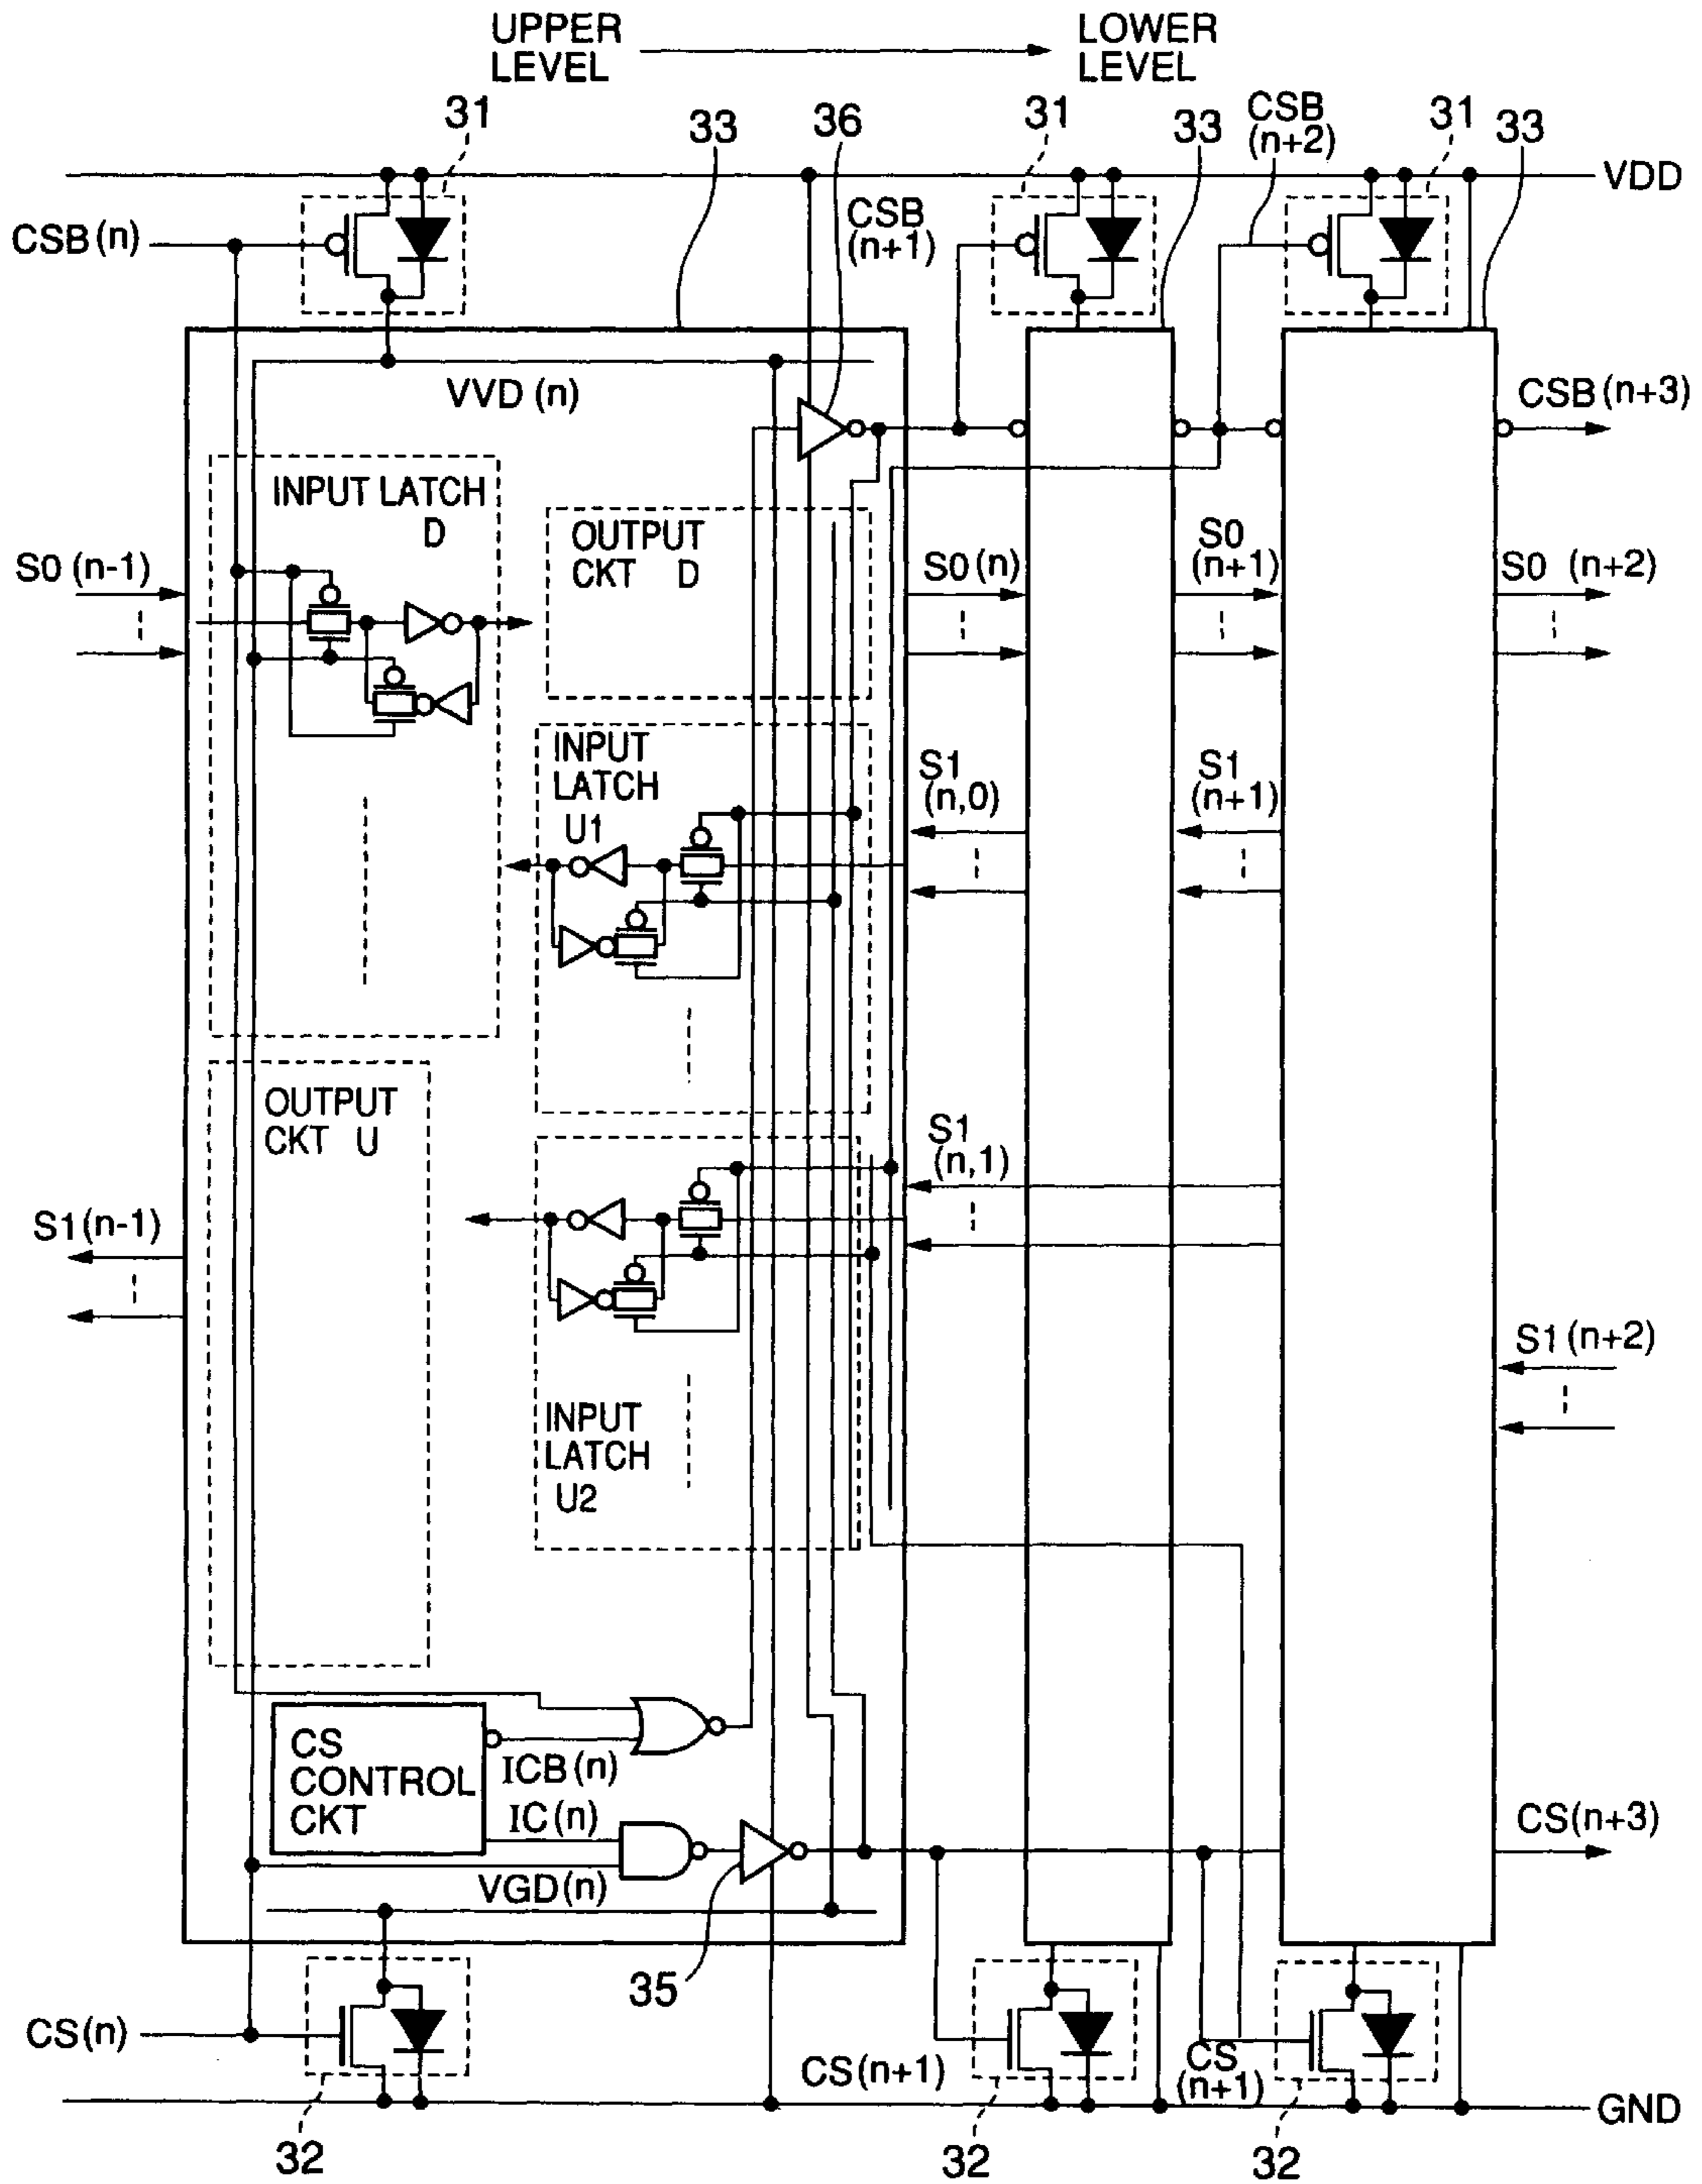 UPPER
LEVEL
LOWER
LEVEL
31
33
36
31
33
CSB
(n+2)
31
33
VDD
CSB(n)
CSB
(n+1)
VVD (n)
CSB(n+3)
INPUT LATCH
D
OUTPUT
CKT D
S0 (n-1)
S0 (n)
S0
(n+1)
S0 (n+2)
INPUT
LATCH
U1
S1
(n,0)
S1
(n+1)
OUTPUT
CKT U
S1
(n,1)
S1(n-1)
S1(n+2)
INPUT
LATCH
U2
CS
CONTROL
CKT
ICB (n)
IC (n)
VGD(n)
CS(n+3)
35
CS(n)
CS(n+1)
CS
(n+1)
GND
32
32
32